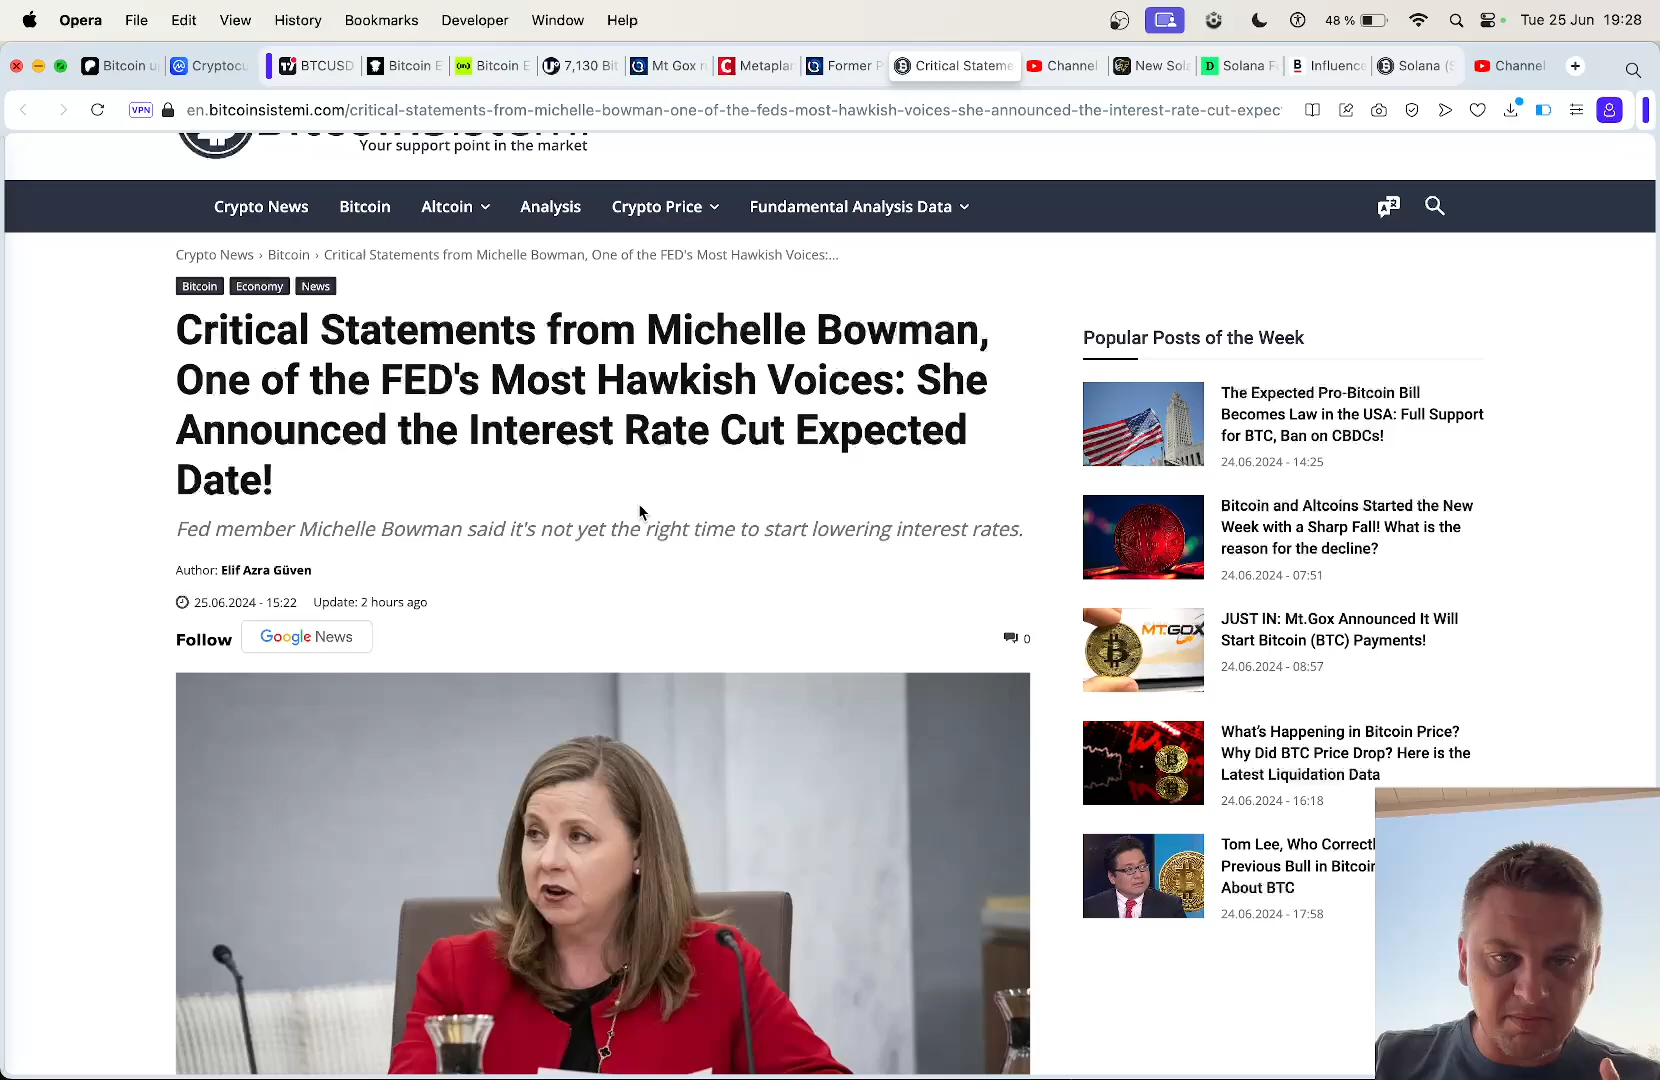 Opera File Edit View History Bookmarks Developer Window Help 48 % Tue 25 Jun 19:28
Bitcoin u Cryptocu BTCUSD Bitcoin E Bitcoin E 7,130 Bit Mt Gox r Metaplan Former P Critical Stateme Channel New Sola Solana F Influence Solana (S Channel
VPN en.bitcoinsistemi.com/critical-statements-from-michelle-bowman-one-of-the-feds-most-hawkish-voices-she-announced-the-interest-rate-cut-expec
Your support point in the market
Crypto News Bitcoin Altcoin Analysis Crypto Price Fundamental Analysis Data
Crypto News › Bitcoin › Critical Statements from Michelle Bowman, One of the FED's Most Hawkish Voices:...
Bitcoin Economy News
Critical Statements from Michelle Bowman,
One of the FED's Most Hawkish Voices: She
Announced the Interest Rate Cut Expected
Date!
Fed member Michelle Bowman said it's not yet the right time to start lowering interest rates.
Author: Elif Azra Güven
25.06.2024 - 15:22 Update: 2 hours ago
Follow Google News 0
Popular Posts of the Week
The Expected Pro-Bitcoin Bill
Becomes Law in the USA: Full Support
for BTC, Ban on CBDCs!
24.06.2024 - 14:25
Bitcoin and Altcoins Started the New
Week with a Sharp Fall! What is the
reason for the decline?
24.06.2024 - 07:51
MT.GOX
JUST IN: Mt.Gox Announced It Will
Start Bitcoin (BTC) Payments!
24.06.2024 - 08:57
What's Happening in Bitcoin Price?
Why Did BTC Price Drop? Here is the
Latest Liquidation Data
24.06.2024 - 16:18
Tom Lee, Who Correctl
Previous Bull in Bitcoin
About BTC
24.06.2024 - 17:58